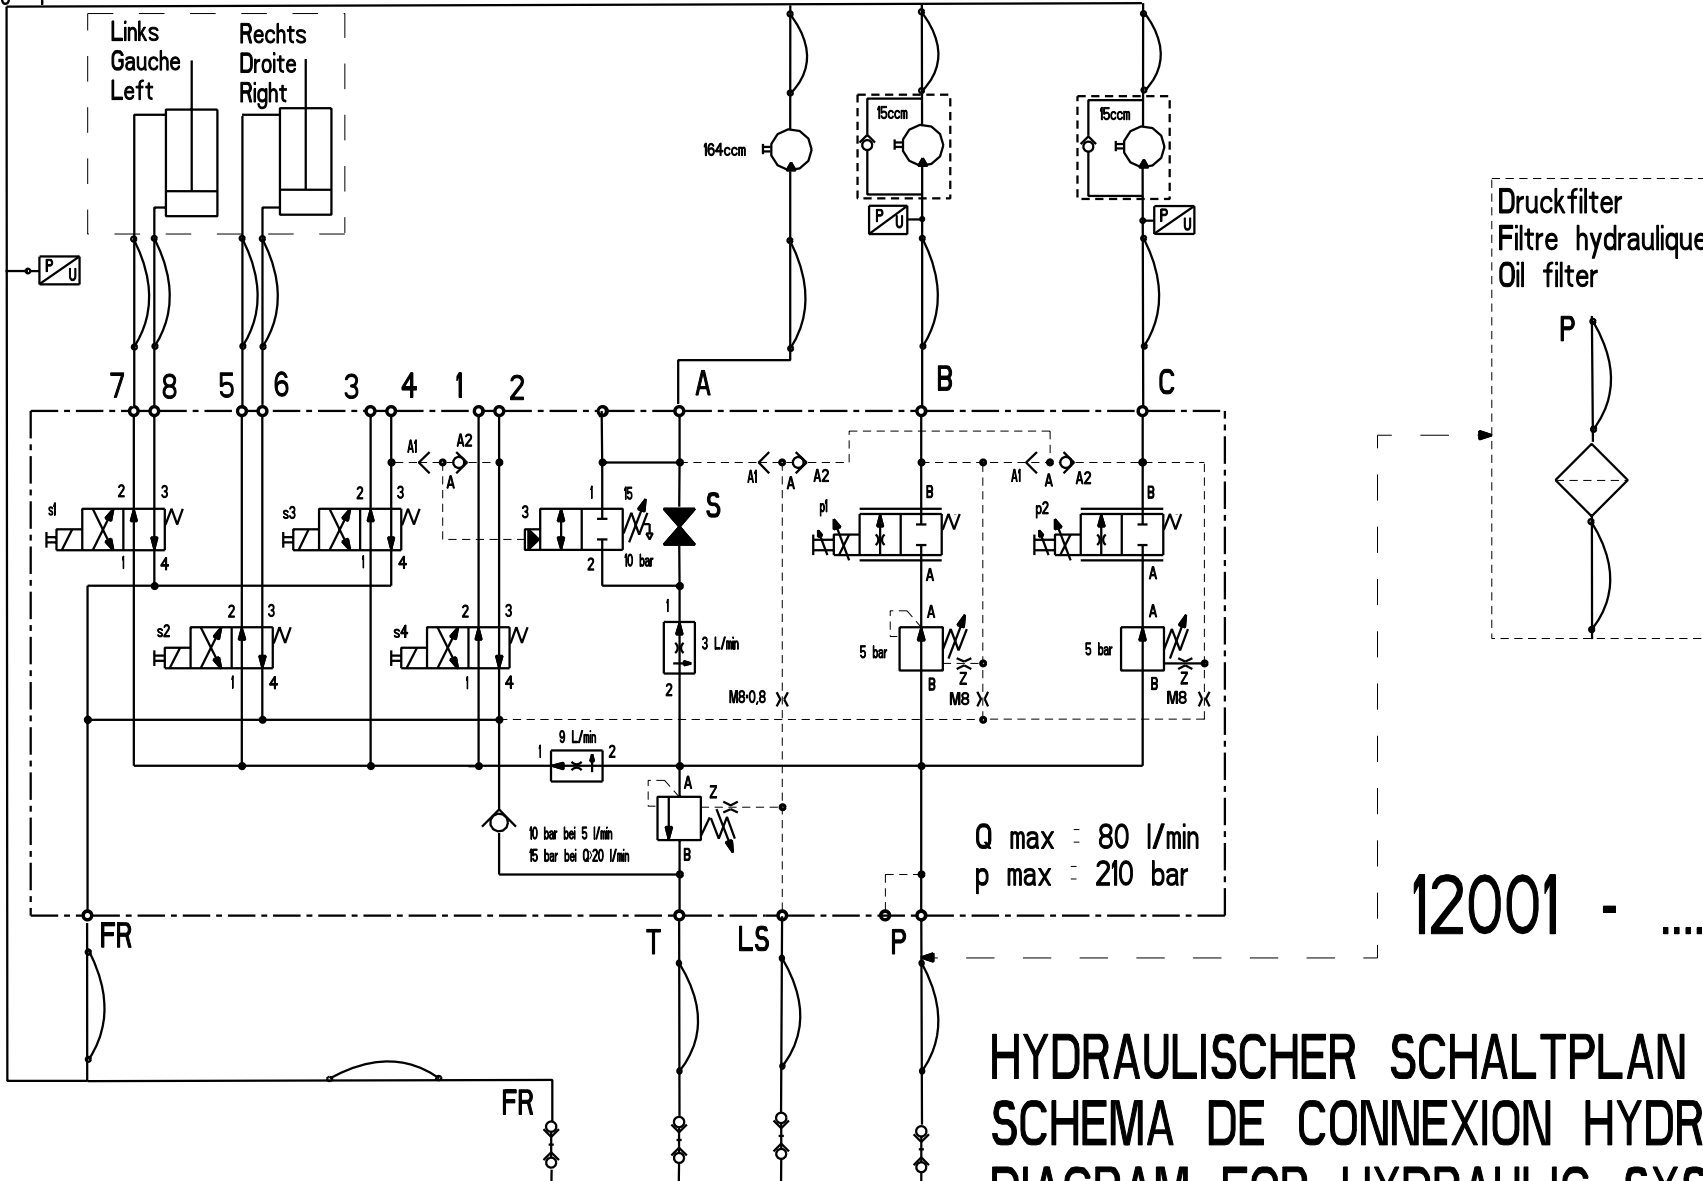 Links
Gauche
Left
Rechts
Droite
Right
164ccm
15ccm
15ccm
P
U
P
U
P
U
Druckfilter
Filtre hydraulique
Oil filter
P
7 8 5 6 3 4 1 2 A B C
A1 A2
A
A1 A2
A
A1 A2
A
s1 2 3
1 4
s3 2 3
1 4
3 1 15
2 10 bar
S
p1 B
A
p2 B
A
s2 2 3
1 4
s4 2 3
1 4
1
3 L/min
2
A
5 bar
B Z
M8
A
5 bar
B Z
M8
M8·0,8
9 L/min
1 2
A Z
B
10 bar bei 5 l/min
15 bar bei Q>20 l/min
Q max = 80 l/min
p max = 210 bar
12001 - ....
FR T LS P
FR
HYDRAULISCHER SCHALTPLAN
SCHEMA DE CONNEXION HYDR
DIAGRAM FOR HYDRAULIC SYS